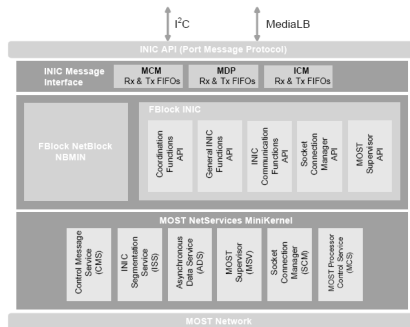 I²C
MediaLB
INIC API (Port Message Protocol)
INIC Message
Interface
MCM
Rx & Tx FIFOs
MDP
Rx & Tx FIFOs
ICM
Rx & Tx FIFOs
FBlock NetBlock
NBMIN
FBlock INIC
Coordination
Functions
API
General INIC
Functions
API
INIC
Communication
Functions
API
Socket
Connection
Manager
API
MOST
Supervisor
API
MOST NetServices MiniKernel
Control Message
Service
(CMS)
INIC
Segmentation
Service (ISS)
Asynchronous
Data Service
(ADS)
MOST
Supervisor
(MSV)
Socket
Connection
Manager
(SCM)
MOST Processor
Control Service
(MCS)
MOST Network